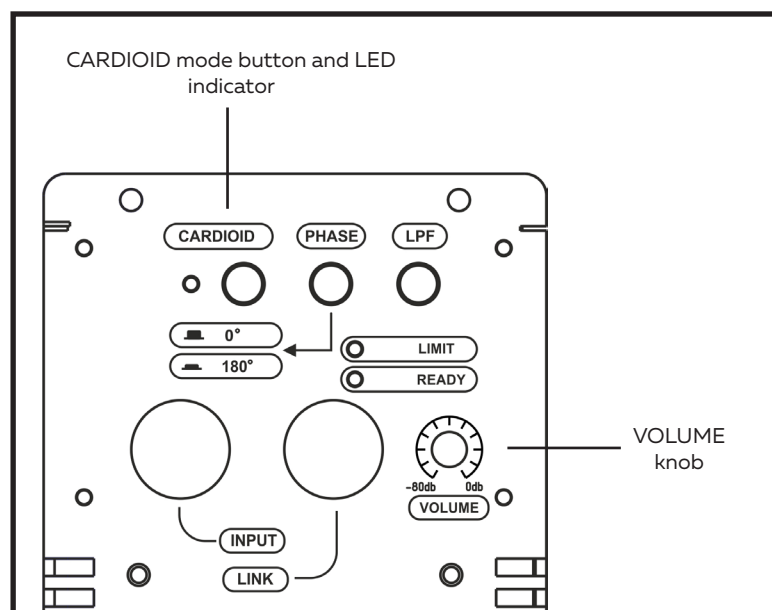 CARDIOID mode button and LED
indicator
CARDIOID
PHASE
LPF
0°
180°
LIMIT
READY
VOLUME
knob
-80db
0db
VOLUME
INPUT
LINK